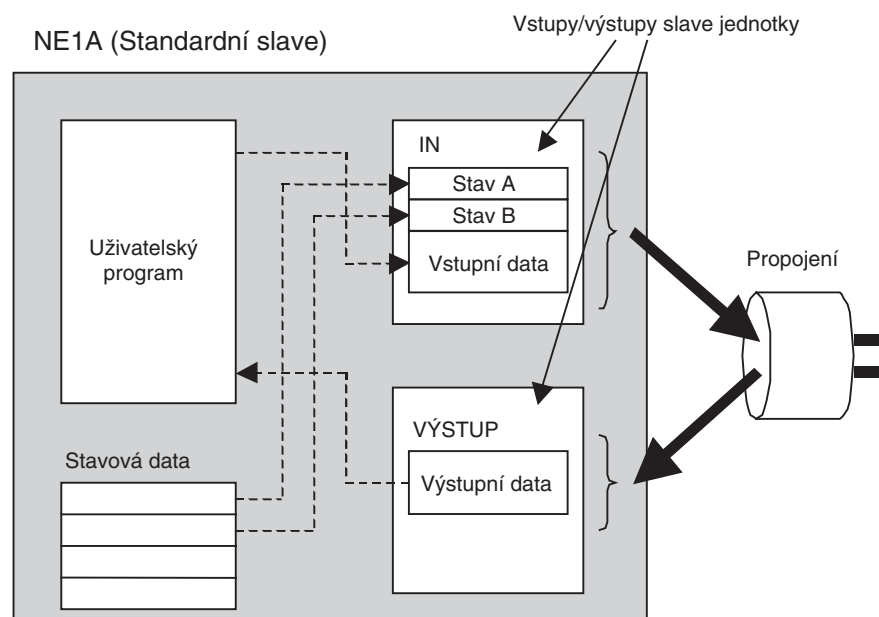 Vstupy/výstupy slave jednotky
NE1A (Standardní slave)
IN
Stav A
Stav B
Vstupní data
Uživatelský
program
Propojení
VÝSTUP
Výstupní data
Stavová data